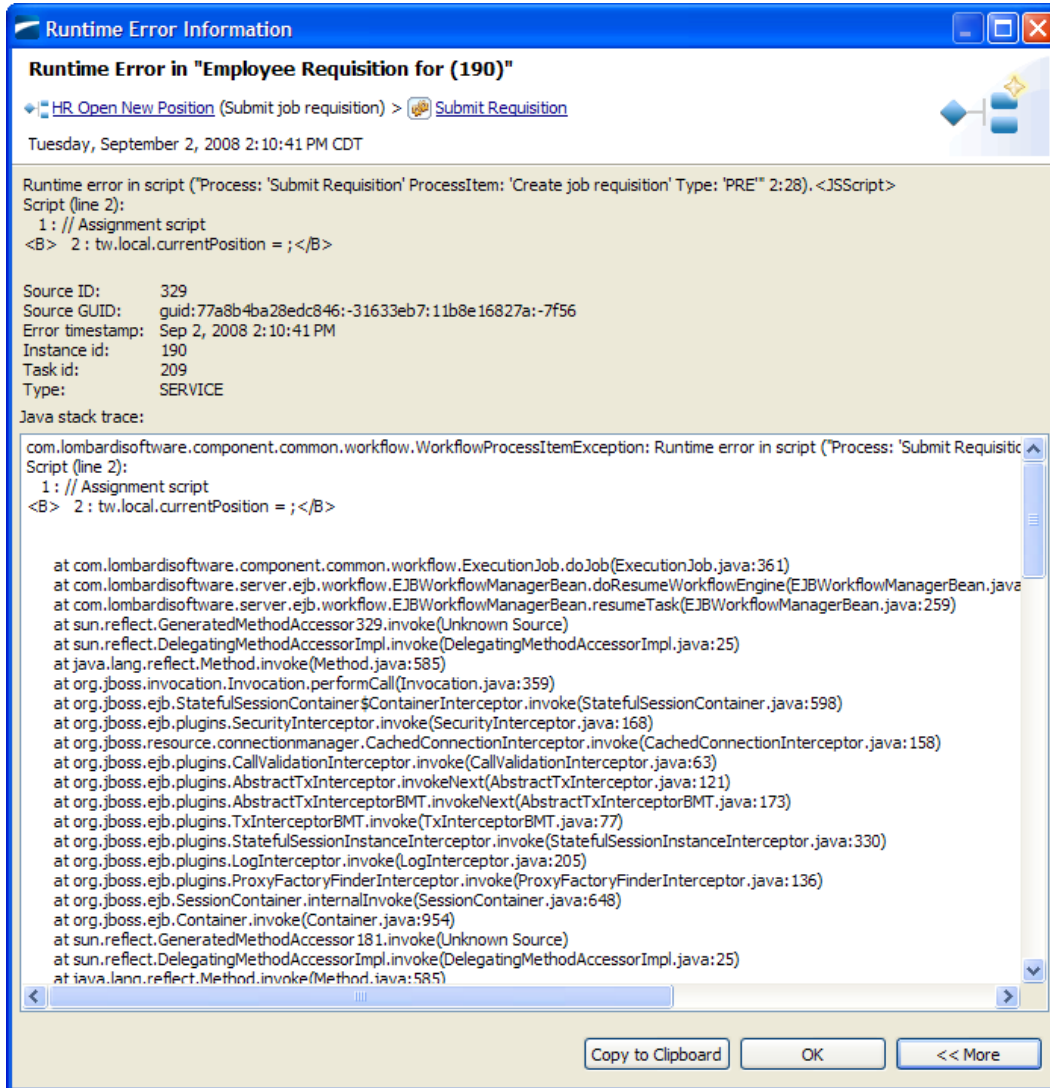 Runtime Error Information
Runtime Error in "Employee Requisition for (190)"
HR Open New Position (Submit job requisition) > Submit Requisition
Tuesday, September 2, 2008 2:10:41 PM CDT
Runtime error in script ("Process: 'Submit Requisition' ProcessItem: 'Create job requisition' Type: 'PRE'" 2:28).<JSScript>
Script (line 2):
1 : // Assignment script
<B> 2 : tw.local.currentPosition = ;</B>
Source ID: 329
Source GUID: guid:77a8b4ba28edc846:-31633eb7:11b8e16827a:-7f56
Error timestamp: Sep 2, 2008 2:10:41 PM
Instance id: 190
Task id: 209
Type: SERVICE
Java stack trace:
com.lombardisoftware.component.common.workflow.WorkflowProcessItemException: Runtime error in script ("Process: 'Submit Requisitic
Script (line 2):
1 : // Assignment script
<B> 2 : tw.local.currentPosition = ;</B>
at com.lombardisoftware.component.common.workflow.ExecutionJob.doJob(ExecutionJob.java:361)
at com.lombardisoftware.server.ejb.workflow.EJBWorkflowManagerBean.doResumeWorkflowEngine(EJBWorkflowManagerBean.java
at com.lombardisoftware.server.ejb.workflow.EJBWorkflowManagerBean.resumeTask(EJBWorkflowManagerBean.java:259)
at sun.reflect.GeneratedMethodAccessor329.invoke(Unknown Source)
at sun.reflect.DelegatingMethodAccessorImpl.invoke(DelegatingMethodAccessorImpl.java:25)
at java.lang.reflect.Method.invoke(Method.java:585)
at org.jboss.invocation.Invocation.performCall(Invocation.java:359)
at org.jboss.ejb.StatefulSessionContainer$ContainerInterceptor.invoke(StatefulSessionContainer.java:598)
at org.jboss.ejb.plugins.SecurityInterceptor.invoke(SecurityInterceptor.java:168)
at org.jboss.resource.connectionmanager.CachedConnectionInterceptor.invoke(CachedConnectionInterceptor.java:158)
at org.jboss.ejb.plugins.CallValidationInterceptor.invoke(CallValidationInterceptor.java:63)
at org.jboss.ejb.plugins.AbstractTxInterceptor.invokeNext(AbstractTxInterceptor.java:121)
at org.jboss.ejb.plugins.AbstractTxInterceptorBMT.invokeNext(AbstractTxInterceptorBMT.java:173)
at org.jboss.ejb.plugins.TxInterceptorBMT.invoke(TxInterceptorBMT.java:77)
at org.jboss.ejb.plugins.StatefulSessionInstanceInterceptor.invoke(StatefulSessionInstanceInterceptor.java:330)
at org.jboss.ejb.plugins.LogInterceptor.invoke(LogInterceptor.java:205)
at org.jboss.ejb.plugins.ProxyFactoryFinderInterceptor.invoke(ProxyFactoryFinderInterceptor.java:136)
at org.jboss.ejb.SessionContainer.internalInvoke(SessionContainer.java:648)
at org.jboss.ejb.Container.invoke(Container.java:954)
at sun.reflect.GeneratedMethodAccessor181.invoke(Unknown Source)
at sun.reflect.DelegatingMethodAccessorImpl.invoke(DelegatingMethodAccessorImpl.java:25)
at java.lang.reflect.Method.invoke(Method.java:585)
Copy to Clipboard OK << More